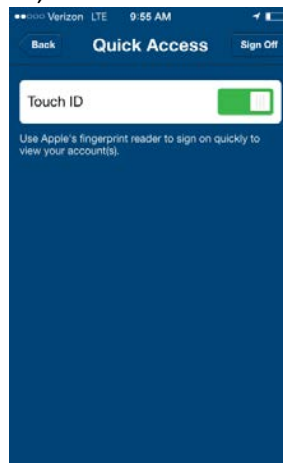 Verizon LTE 9:55 AM
Back Quick Access Sign Off
Touch ID
Use Apple's fingerprint reader to sign on quickly to
view your account(s).